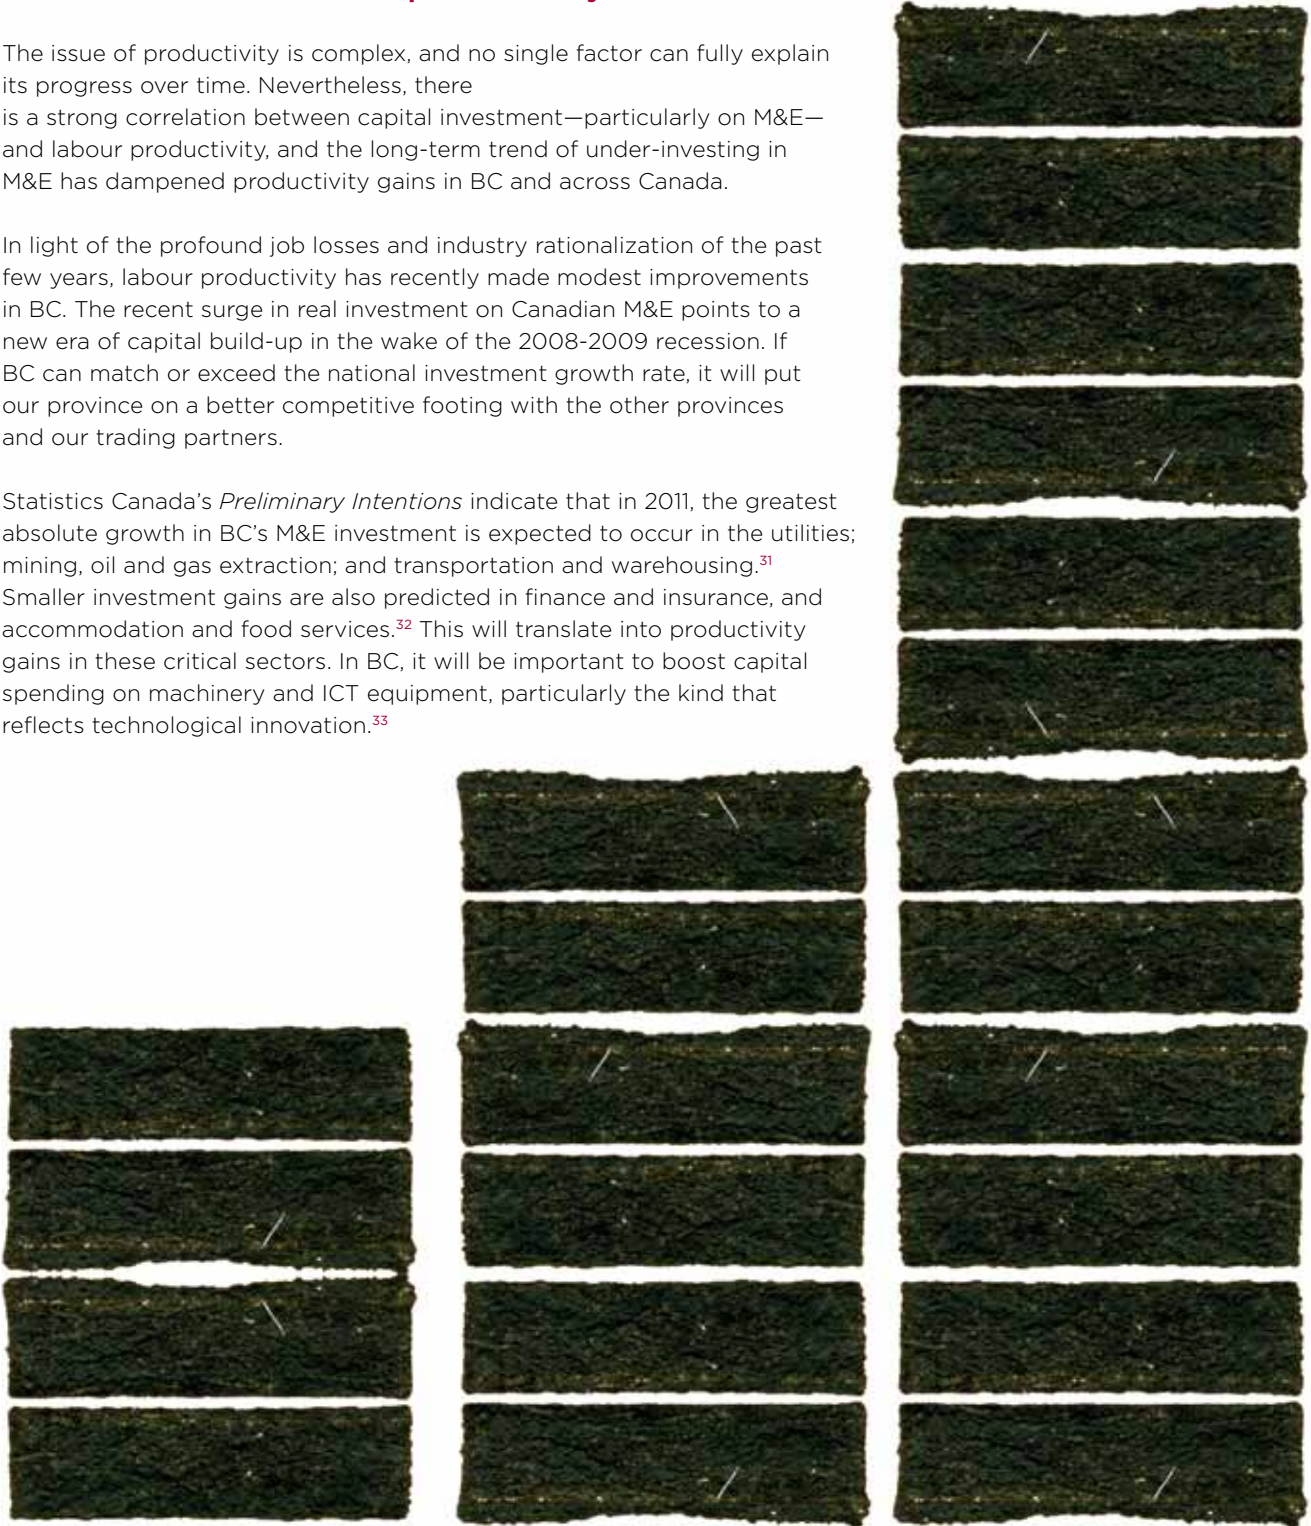 The issue of productivity is complex, and no single factor can fully explain
its progress over time. Nevertheless, there
is a strong correlation between capital investment—particularly on M&E—
and labour productivity, and the long-term trend of under-investing in
M&E has dampened productivity gains in BC and across Canada.
In light of the profound job losses and industry rationalization of the past
few years, labour productivity has recently made modest improvements
in BC. The recent surge in real investment on Canadian M&E points to a
new era of capital build-up in the wake of the 2008-2009 recession. If
BC can match or exceed the national investment growth rate, it will put
our province on a better competitive footing with the other provinces
and our trading partners.
Statistics Canada’s Preliminary Intentions indicate that in 2011, the greatest
absolute growth in BC’s M&E investment is expected to occur in the utilities;
mining, oil and gas extraction; and transportation and warehousing.31
Smaller investment gains are also predicted in finance and insurance, and
accommodation and food services.32 This will translate into productivity
gains in these critical sectors. In BC, it will be important to boost capital
spending on machinery and ICT equipment, particularly the kind that
reflects technological innovation.33